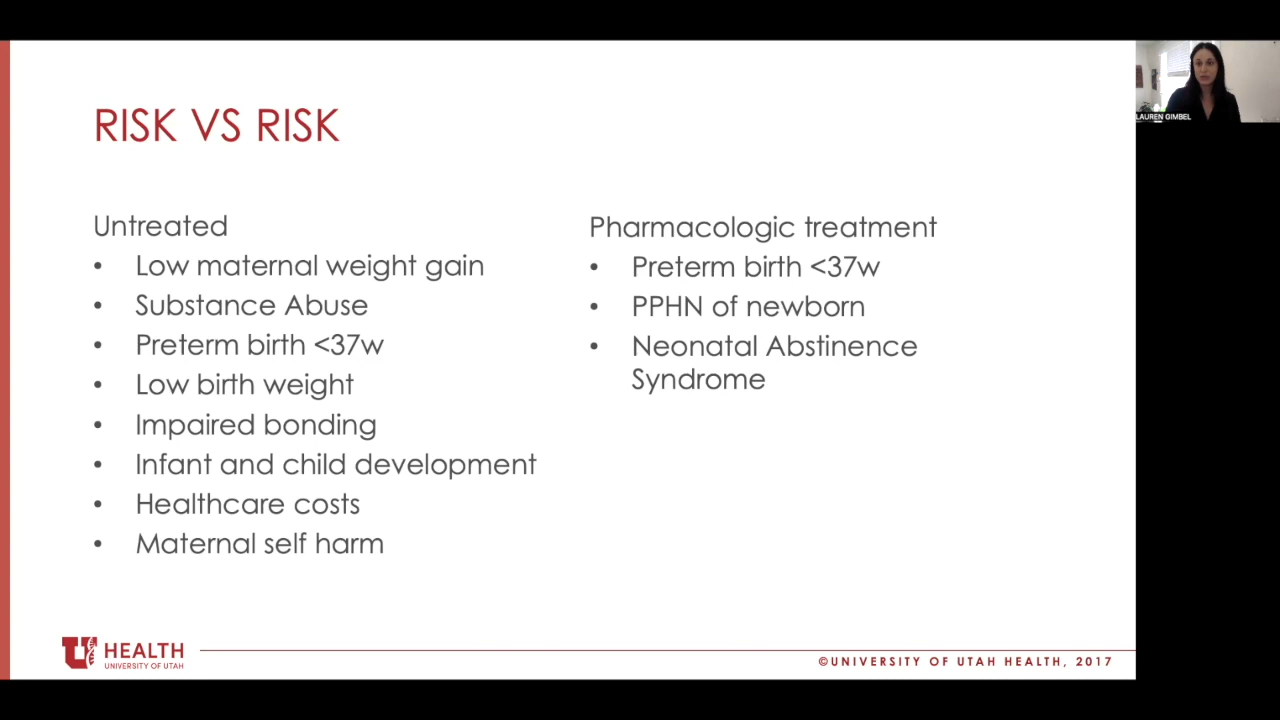 RISK VS RISK
Untreated
• Low maternal weight gain
• Substance Abuse
• Preterm birth <37w
• Low birth weight
• Impaired bonding
• Infant and child development
• Healthcare costs
• Maternal self harm
Pharmacologic treatment
• Preterm birth <37w
• PPHN of newborn
• Neonatal Abstinence
Syndrome
U HEALTH
UNIVERSITY OF UTAH
©UNIVERSITY OF UTAH HEALTH, 2017
LAUREN GIMBEL